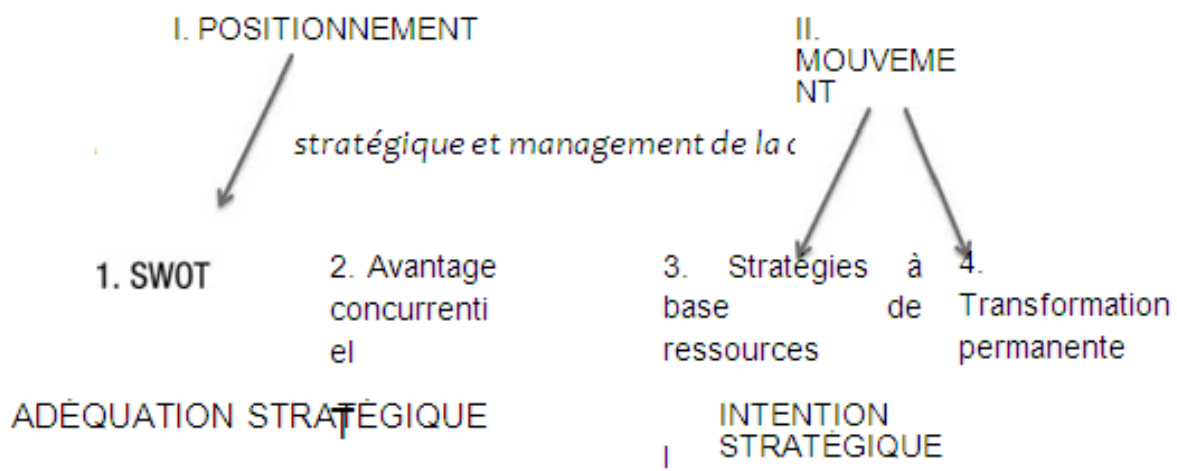 I. POSITIONNEMENT
II.
MOUVEME
NT
stratégique et management de la
1. SWOT
2. Avantage
concurrenti
el
3. Stratégies à
base de
ressources
4.
Transformation
permanente
ADÉQUATION STRATÉGIQUE
T
INTENTION
STRATÉGIQUE
I